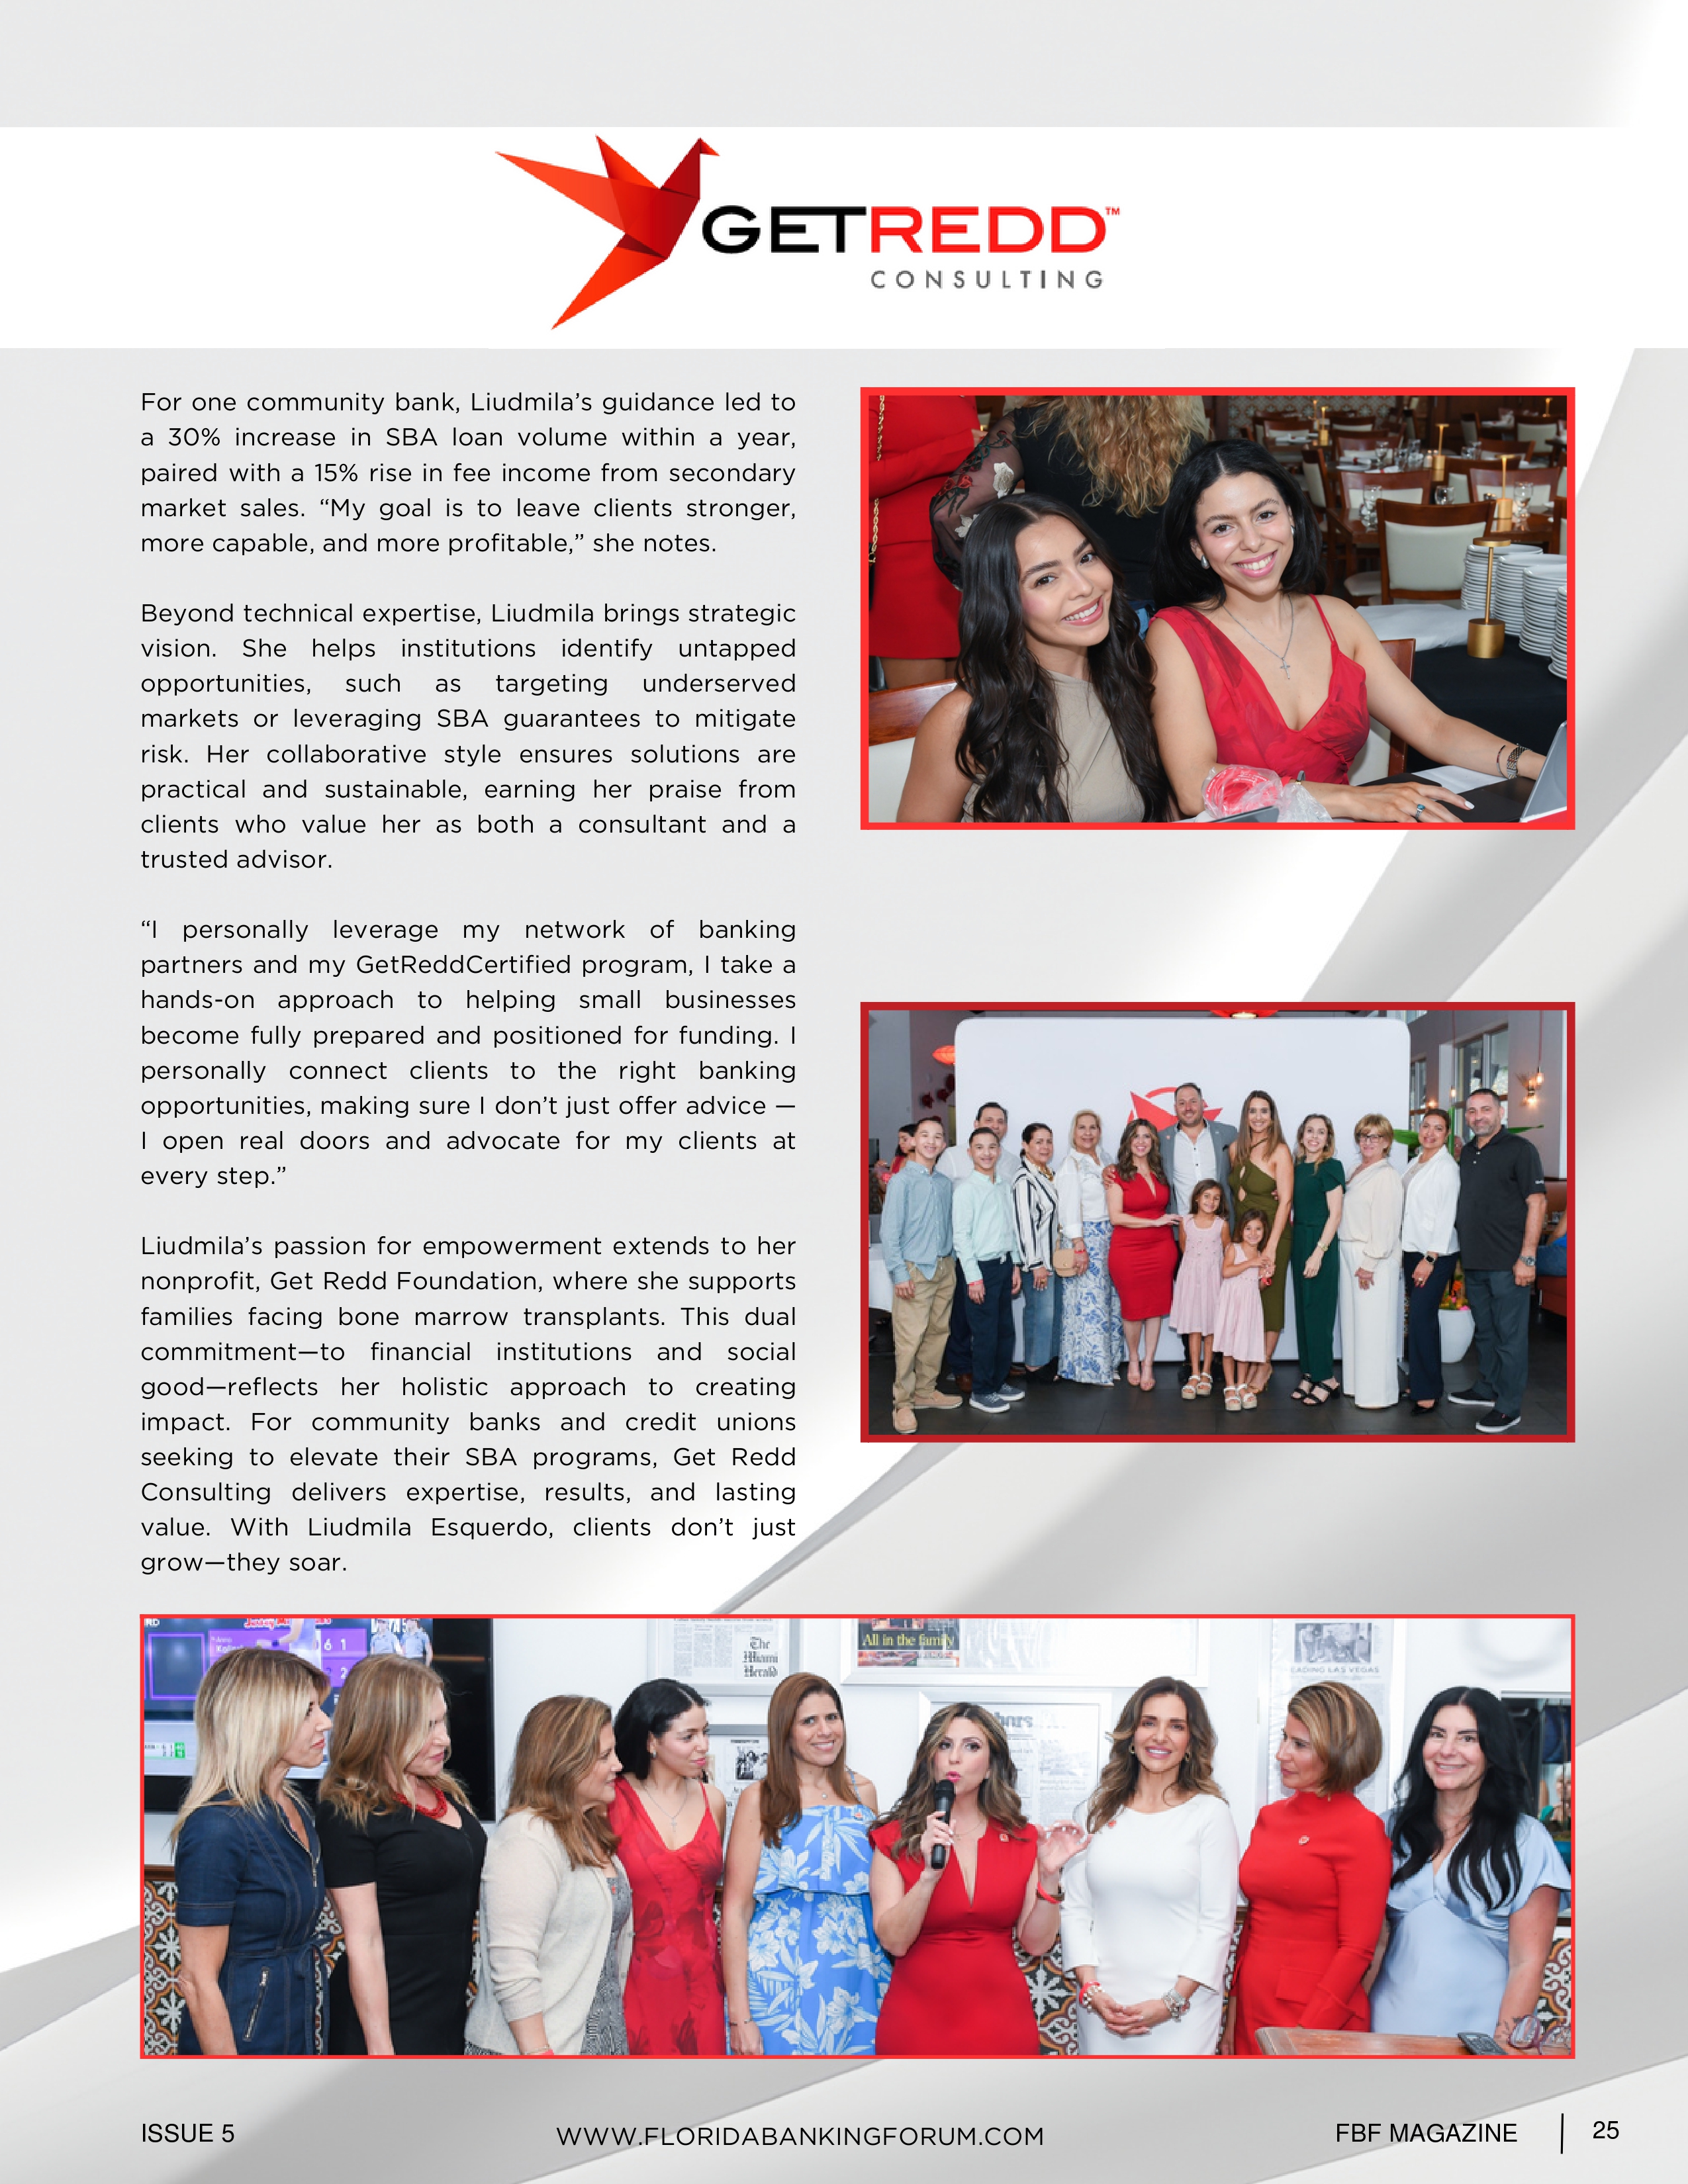 GETREDD™
CONSULTING
For one community bank, Liudmila’s guidance led to
a 30% increase in SBA loan volume within a year,
paired with a 15% rise in fee income from secondary
market sales. “My goal is to leave clients stronger,
more capable, and more profitable,” she notes.
Beyond technical expertise, Liudmila brings strategic
vision. She helps institutions identify untapped
opportunities, such as targeting underserved
markets or leveraging SBA guarantees to mitigate
risk. Her collaborative style ensures solutions are
practical and sustainable, earning her praise from
clients who value her as both a consultant and a
trusted advisor.
“I personally leverage my network of banking
partners and my GetReddCertified program, I take a
hands-on approach to helping small businesses
become fully prepared and positioned for funding. I
personally connect clients to the right banking
opportunities, making sure I don’t just offer advice —
I open real doors and advocate for my clients at
every step.”
Liudmila’s passion for empowerment extends to her
nonprofit, Get Redd Foundation, where she supports
families facing bone marrow transplants. This dual
commitment—to financial institutions and social
good—reflects her holistic approach to creating
impact. For community banks and credit unions
seeking to elevate their SBA programs, Get Redd
Consulting delivers expertise, results, and lasting
value. With Liudmila Esquerdo, clients don’t just
grow—they soar.
The
Miami
Herald
All in the family
EADING LAS VEGAS
6 1
ISSUE 5
WWW.FLORIDABANKINGFORUM.COM
FBF MAGAZINE
25